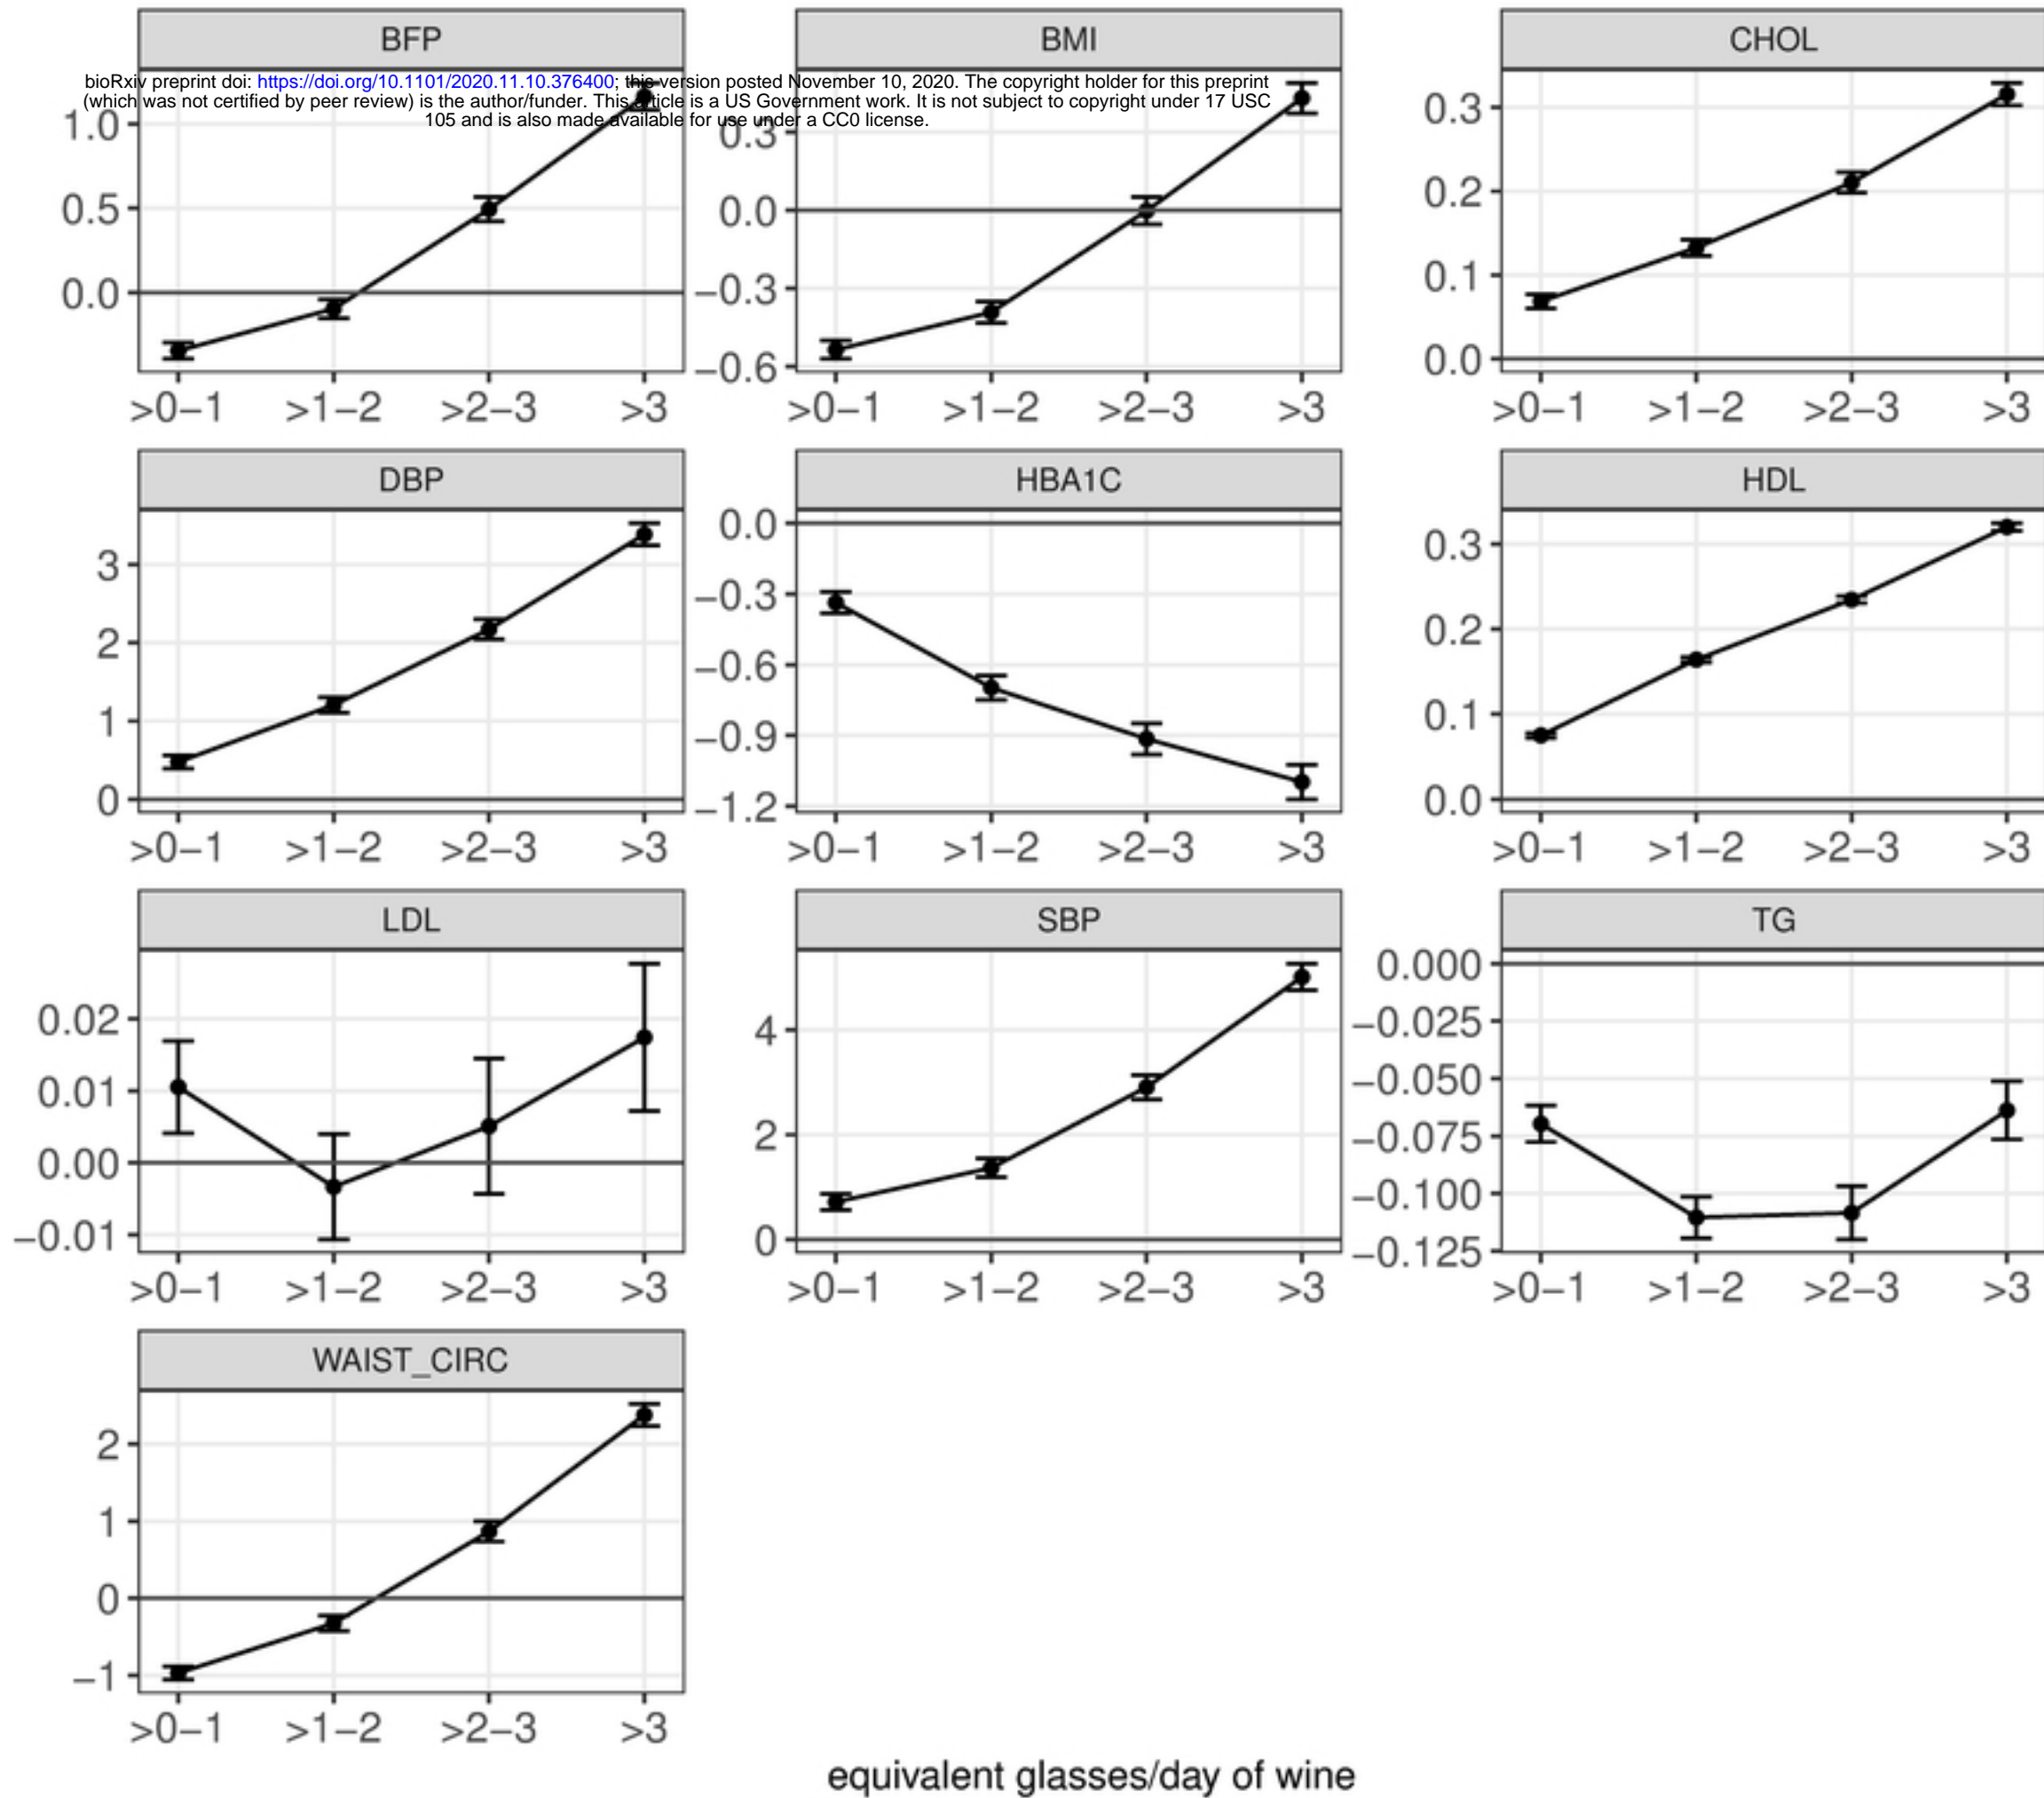 BFP
BMI
CHOL
bioRxiv preprint doi: https://doi.org/10.1101/2020.11.10.376400; this version posted November 10, 2020. The copyright holder for this preprint
(which was not certified by peer review) is the author/funder. This article is a US Government work. It is not subject to copyright under 17 USC
105 and is also made available for use under a CC0 license.
1.0
0.5
0.0
>0–1 >1–2 >2–3 >3
0.3
0.0
−0.3
−0.6
>0–1 >1–2 >2–3 >3
0.3
0.2
0.1
0.0
>0–1 >1–2 >2–3 >3
DBP
3
2
1
0
>0–1 >1–2 >2–3 >3
HBA1C
0.0
−0.3
−0.6
−0.9
−1.2
>0–1 >1–2 >2–3 >3
HDL
0.3
0.2
0.1
0.0
>0–1 >1–2 >2–3 >3
LDL
0.02
0.01
0.00
−0.01
>0–1 >1–2 >2–3 >3
SBP
4
2
0
>0–1 >1–2 >2–3 >3
TG
0.000
−0.025
−0.050
−0.075
−0.100
−0.125
>0–1 >1–2 >2–3 >3
WAIST_CIRC
2
1
0
−1
>0–1 >1–2 >2–3 >3
equivalent glasses/day of wine